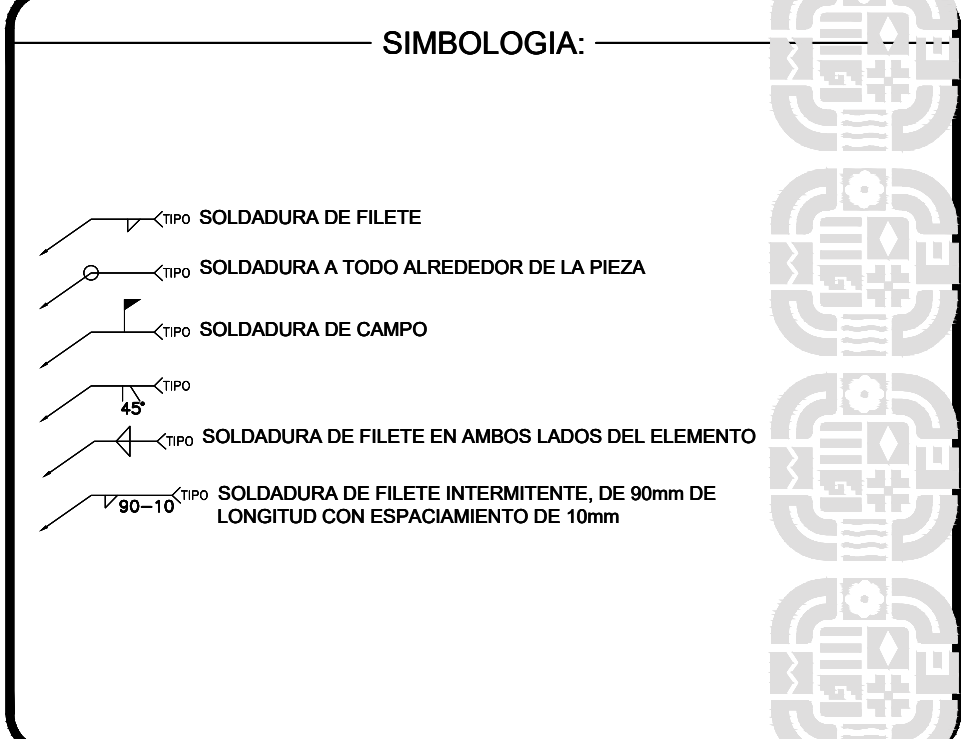 SIMBOLOGIA:
TIPO SOLDADURA DE FILETE
TIPO SOLDADURA A TODO ALREDEDOR DE LA PIEZA
TIPO SOLDADURA DE CAMPO
TIPO
45°
TIPO SOLDADURA DE FILETE EN AMBOS LADOS DEL ELEMENTO
90-10 TIPO SOLDADURA DE FILETE INTERMITENTE, DE 90mm DE
LONGITUD CON ESPACIAMIENTO DE 10mm